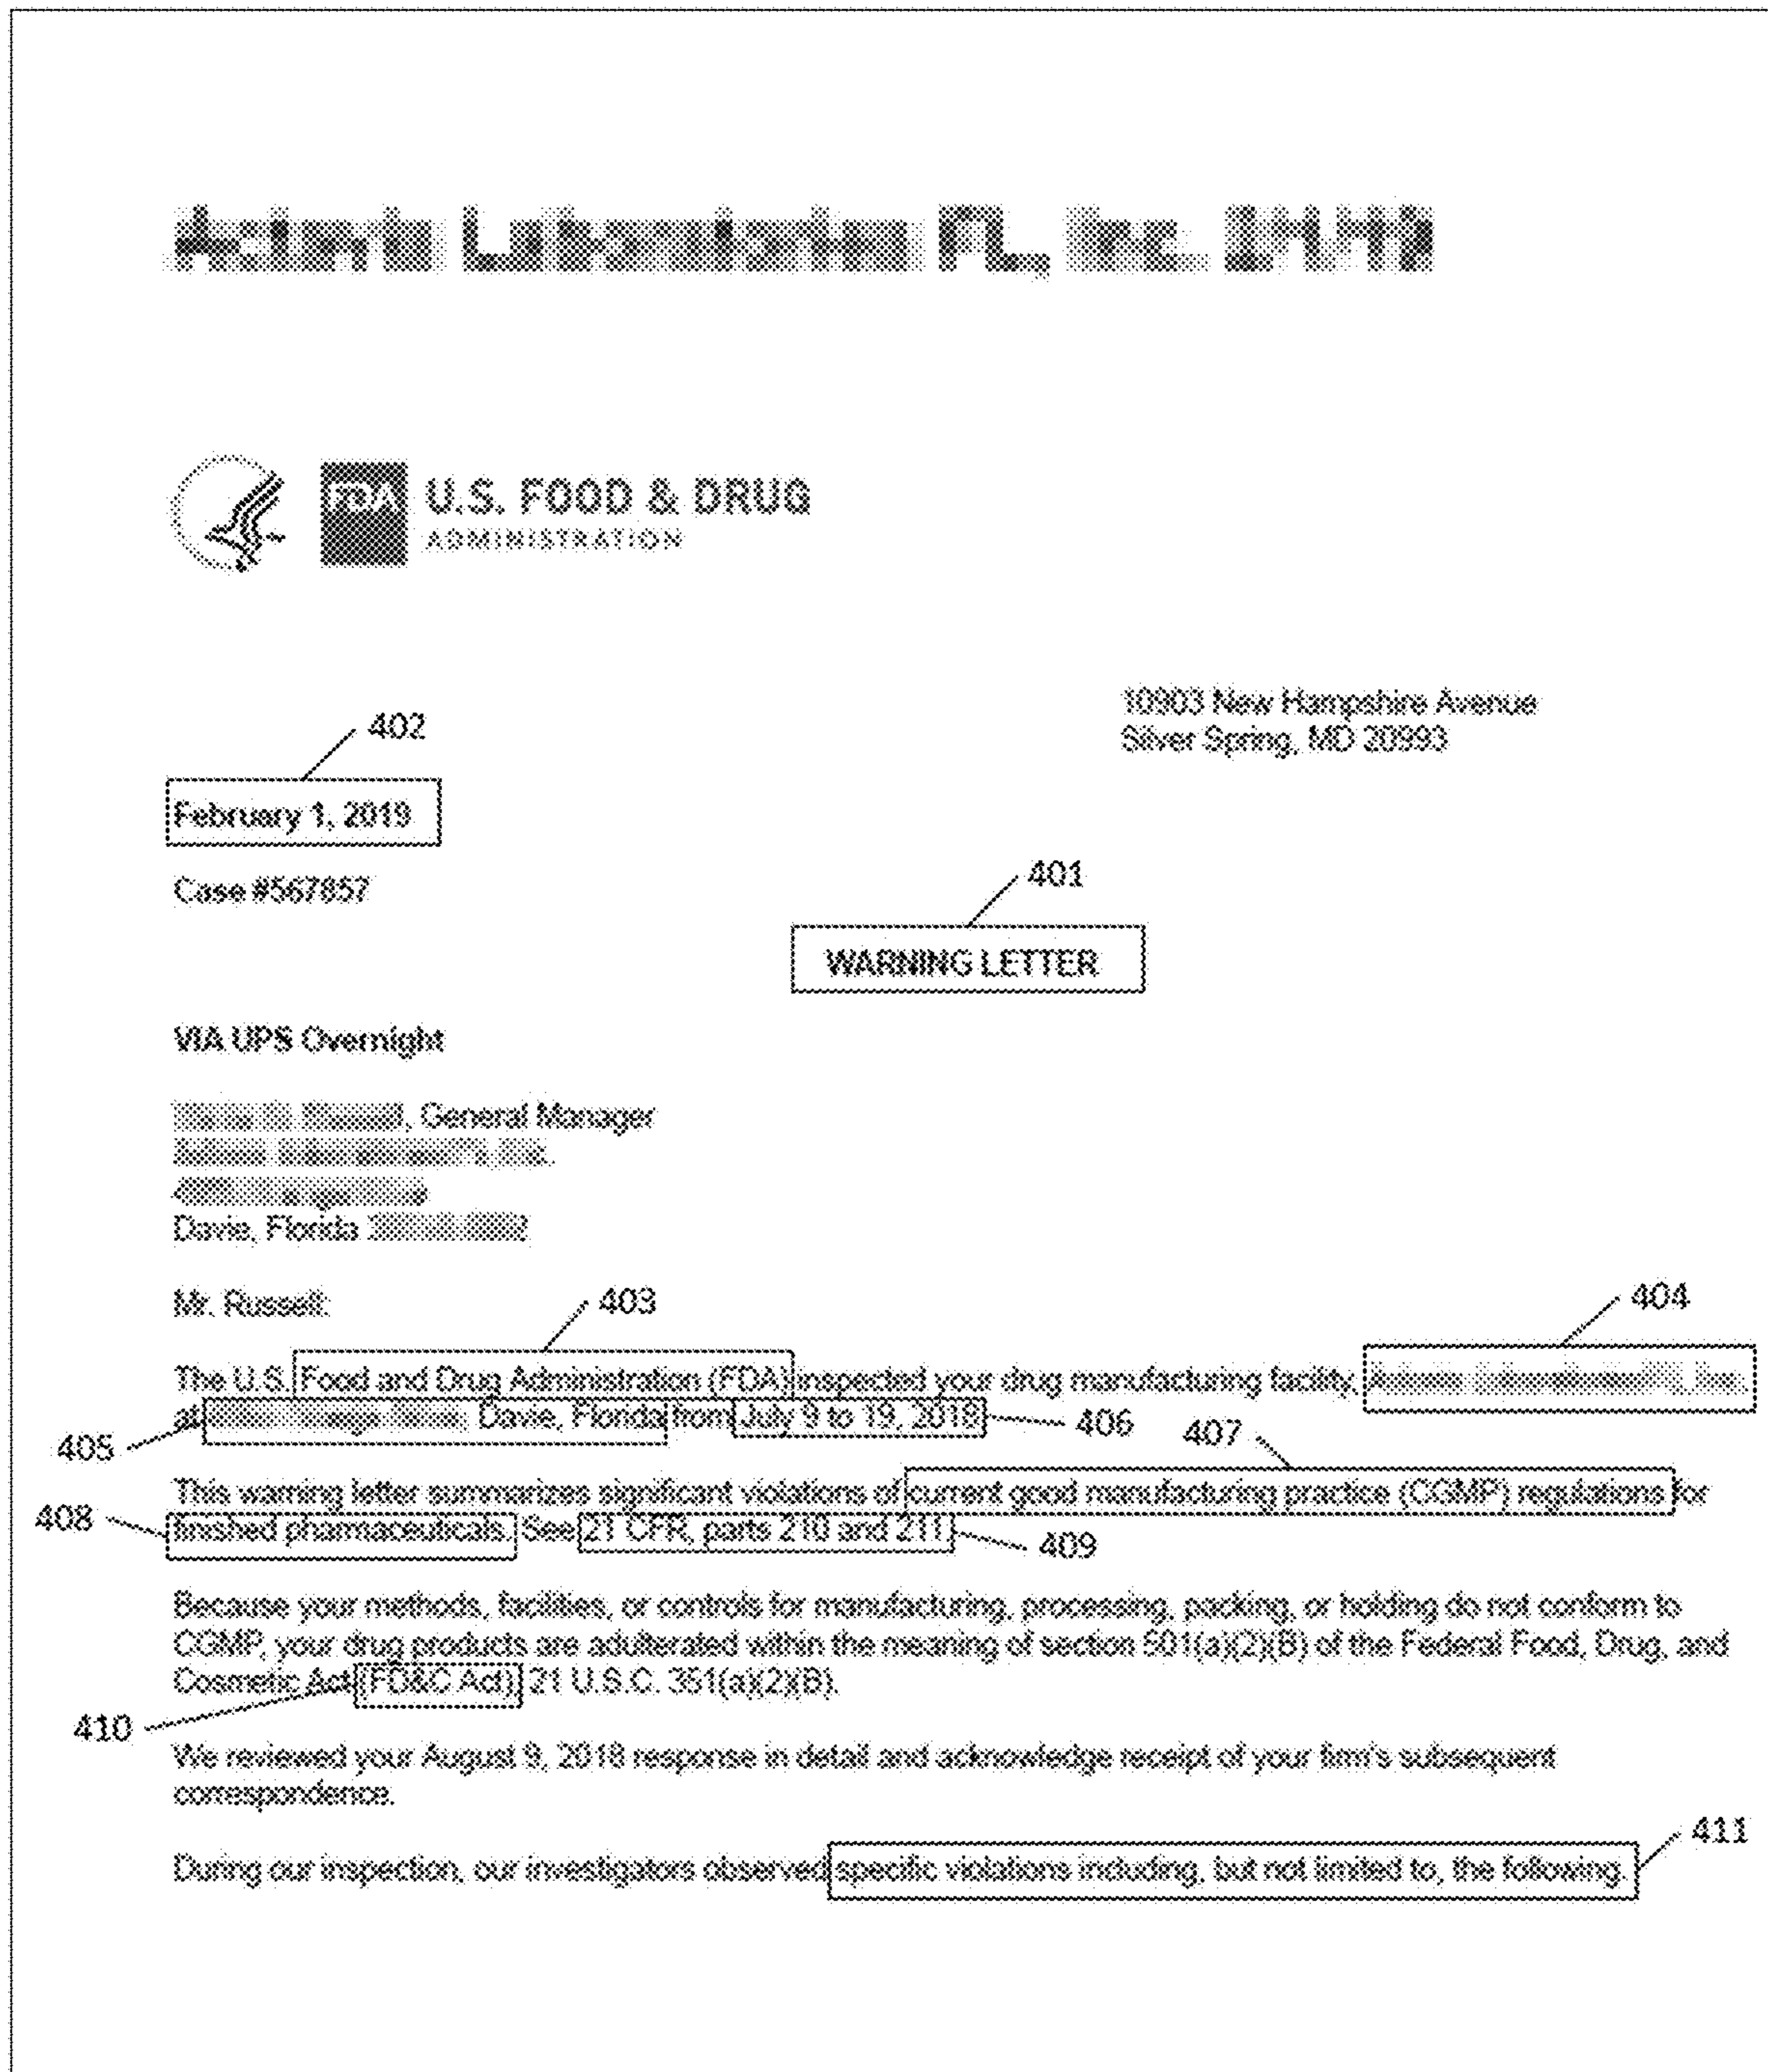 FDA U.S. FOOD & DRUG
ADMINISTRATION
10903 New Hampshire Avenue
Silver Spring, MD 20993
402
February 1, 2019
401
Case #567857
WARNING LETTER
VIA UPS Overnight
, General Manager
Davie, Florida
Mr. Russell:
403
404
The U.S. Food and Drug Administration (FDA) inspected your drug manufacturing facility,
at Davie, Florida from July 9 to 19, 2018
405
406
407
This warning letter summarizes significant violations of current good manufacturing practice (CGMP) regulations for
408
finished pharmaceuticals. See 21 CFR, parts 210 and 211.
409
Because your methods, facilities, or controls for manufacturing, processing, packing, or holding do not conform to
CGMP, your drug products are adulterated within the meaning of section 501(a)(2)(B) of the Federal Food, Drug, and
Cosmetic Act (FD&C Act), 21 U.S.C. 351(a)(2)(B).
410
We reviewed your August 9, 2018 response in detail and acknowledge receipt of your firm's subsequent
correspondence.
411
During our inspection, our investigators observed specific violations including, but not limited to, the following.